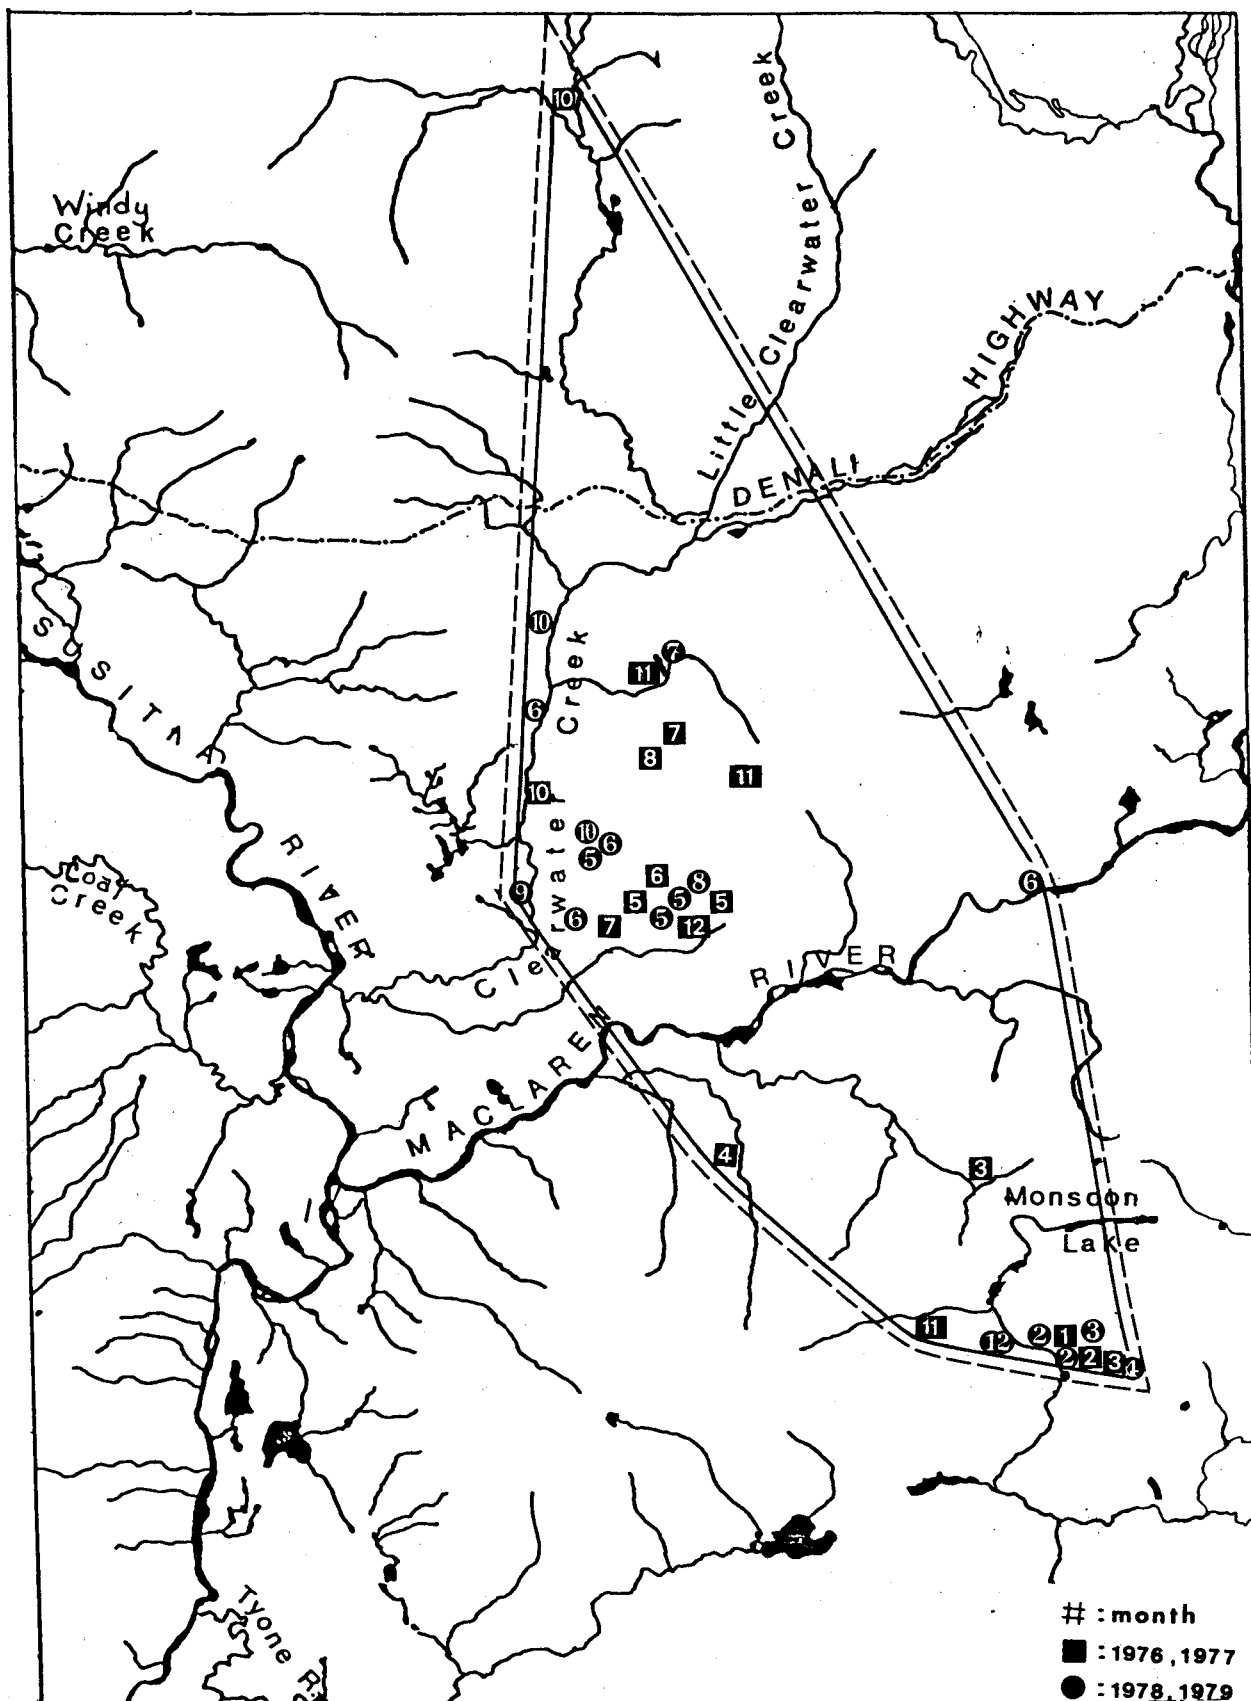 Creek
10
Windy
Creek
Clearwater
HIGHWAY
Little
DENALI
10
SUSITNA
Creek
7
11
6
7
8
11
10
RIVER
10
6
5
Clearwater
Coal
Creek
6
8
9
6
5
5
5
6
7
5
12
RIVER
MACLAREN
4
3
Monsoon
Lake
11
12
2
1
3
2
2
3
4
Tyone R.
# : month
■ : 1976, 1977
● : 1978, 1979